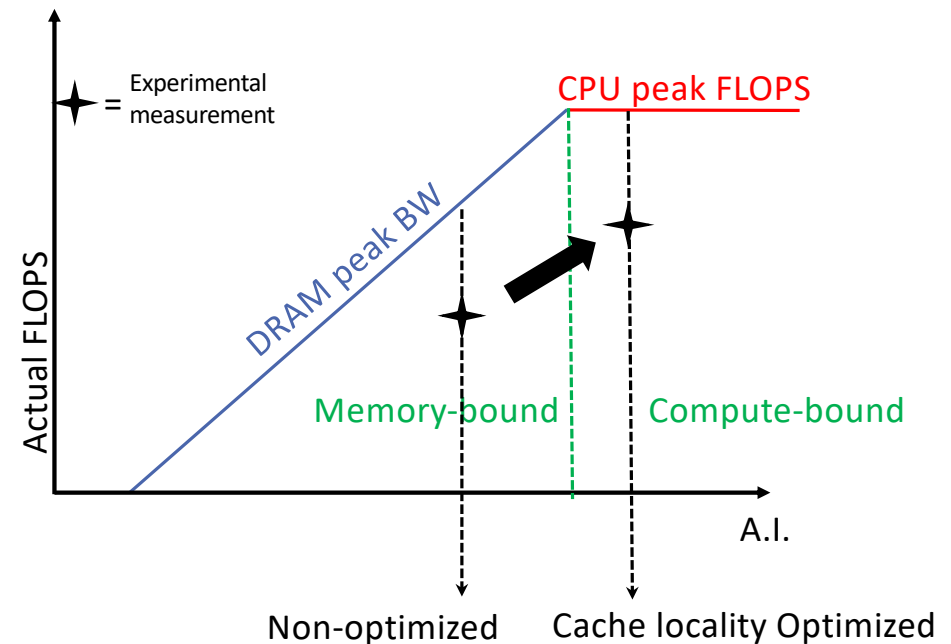 = Experimental
measurement
CPU peak FLOPS
DRAM peak BW
Actual FLOPS
Memory-bound
Compute-bound
A.I.
Non-optimized
Cache locality Optimized